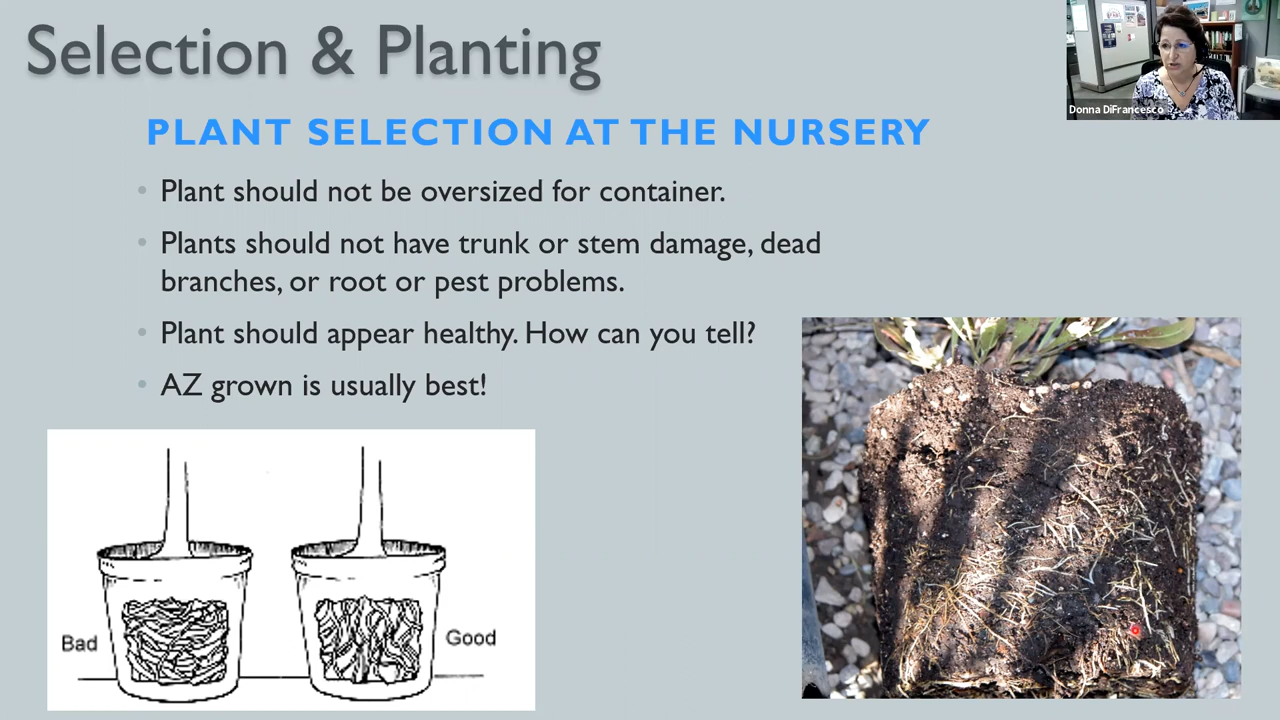 Selection & Planting
Donna DiFrancesco
PLANT SELECTION AT THE NURSERY
• Plant should not be oversized for container.
• Plants should not have trunk or stem damage, dead
branches, or root or pest problems.
• Plant should appear healthy. How can you tell?
• AZ grown is usually best!
Bad
Good